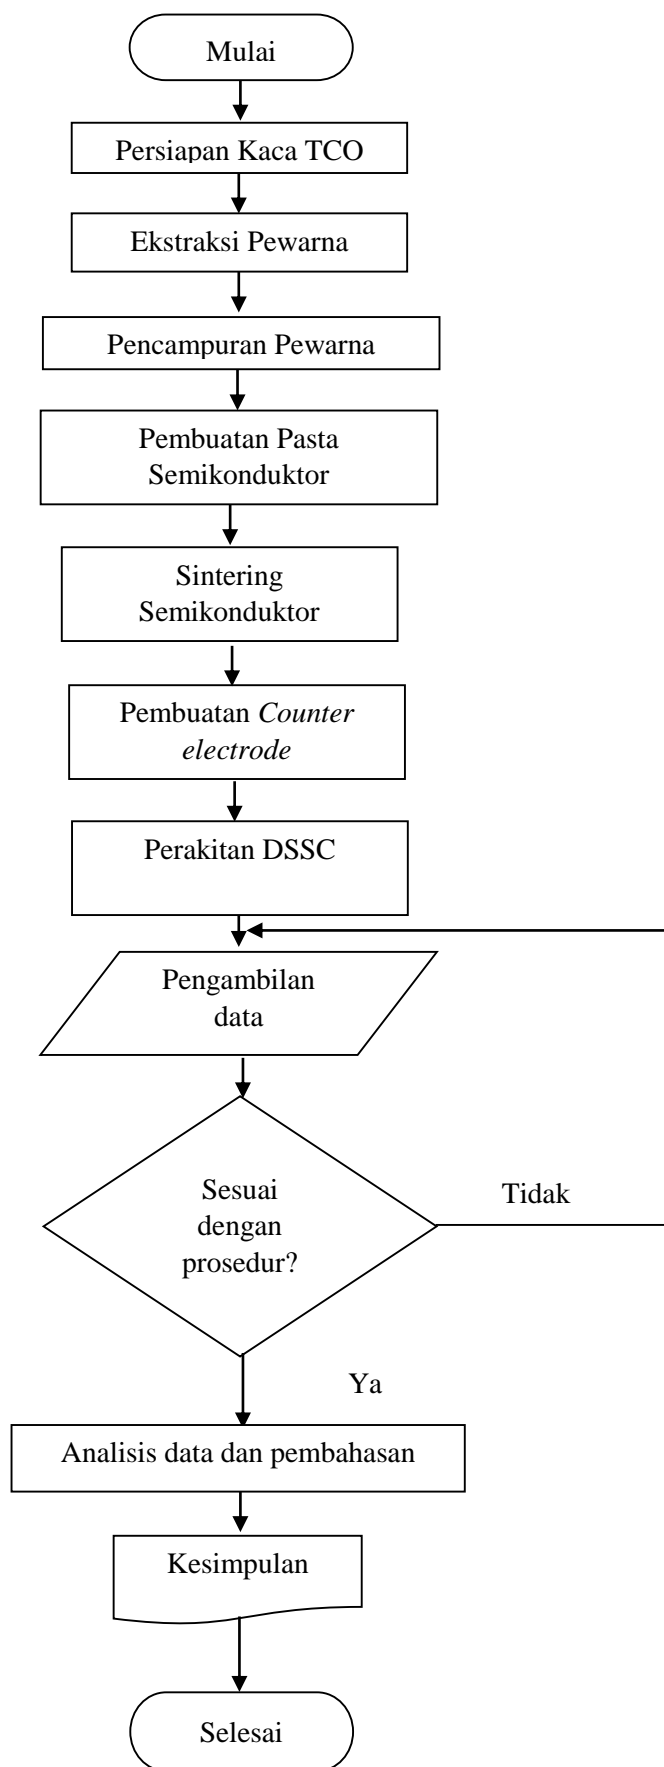 Mulai
Persiapan Kaca TCO
Ekstraksi Pewarna
Pencampuran Pewarna
Pembuatan Pasta
Semikonduktor
Sintering
Semikonduktor
Pembuatan Counter
electrode
Perakitan DSSC
Pengambilan
data
Sesuai
dengan
prosedur?
Tidak
Ya
Analisis data dan pembahasan
Kesimpulan
Selesai